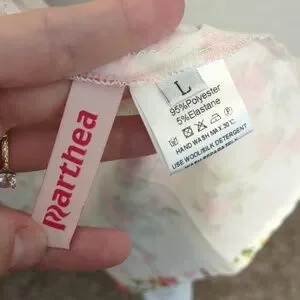 Marthea
L
95%Polyester
5%Elastane
HAND WASH MAX 30°C
USE WOOL/SILK DETERGENT